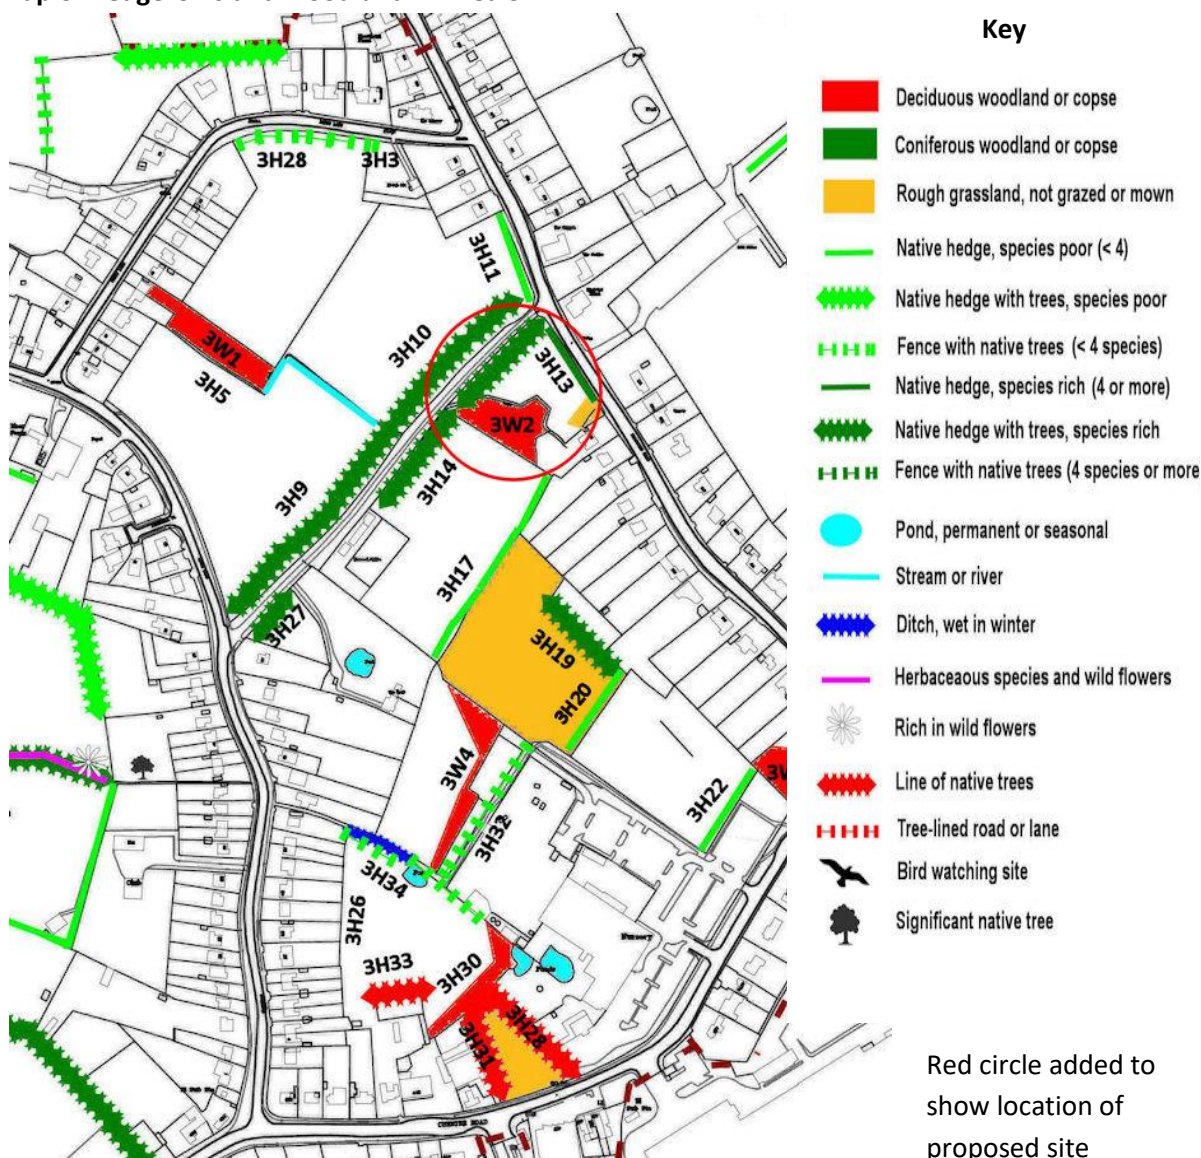 Key
Deciduous woodland or copse
Coniferous woodland or copse
Rough grassland, not grazed or mown
Native hedge, species poor (< 4)
Native hedge with trees, species poor
Fence with native trees (< 4 species)
Native hedge, species rich (4 or more)
Native hedge with trees, species rich
Fence with native trees (4 species or more
Pond, permanent or seasonal
Stream or river
Ditch, wet in winter
Herbaceous species and wild flowers
Rich in wild flowers
Line of native trees
Tree-lined road or lane
Bird watching site
Significant native tree
Red circle added to
show location of
proposed site
3H28
3H3
3H11
3W1
3H5
3H10
3H13
3W2
3H9
3H14
3H17
3H27
3H19
3H20
3W4
3H22
3H32
3H34
3H26
3H33
3H30
3H28
3H31
Nursery
Ponds
CHESTER ROAD